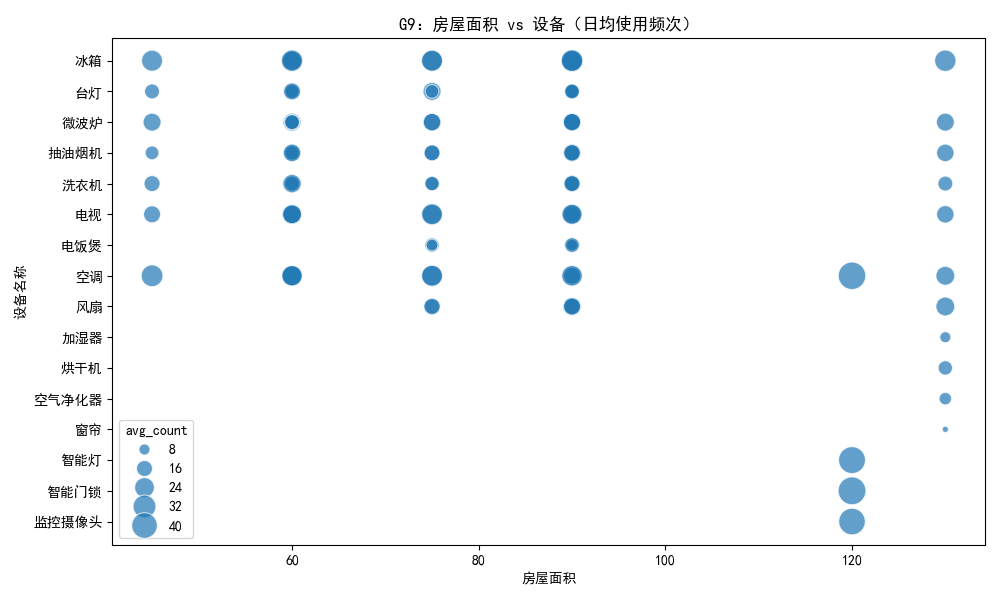 G9：房屋面积 vs 设备（日均使用频次）
设备名称
冰箱
台灯
微波炉
抽油烟机
洗衣机
电视
电饭煲
空调
风扇
加湿器
烘干机
空气净化器
窗帘
智能灯
智能门锁
监控摄像头
avg_count
8
16
24
32
40
60
80
100
120
房屋面积